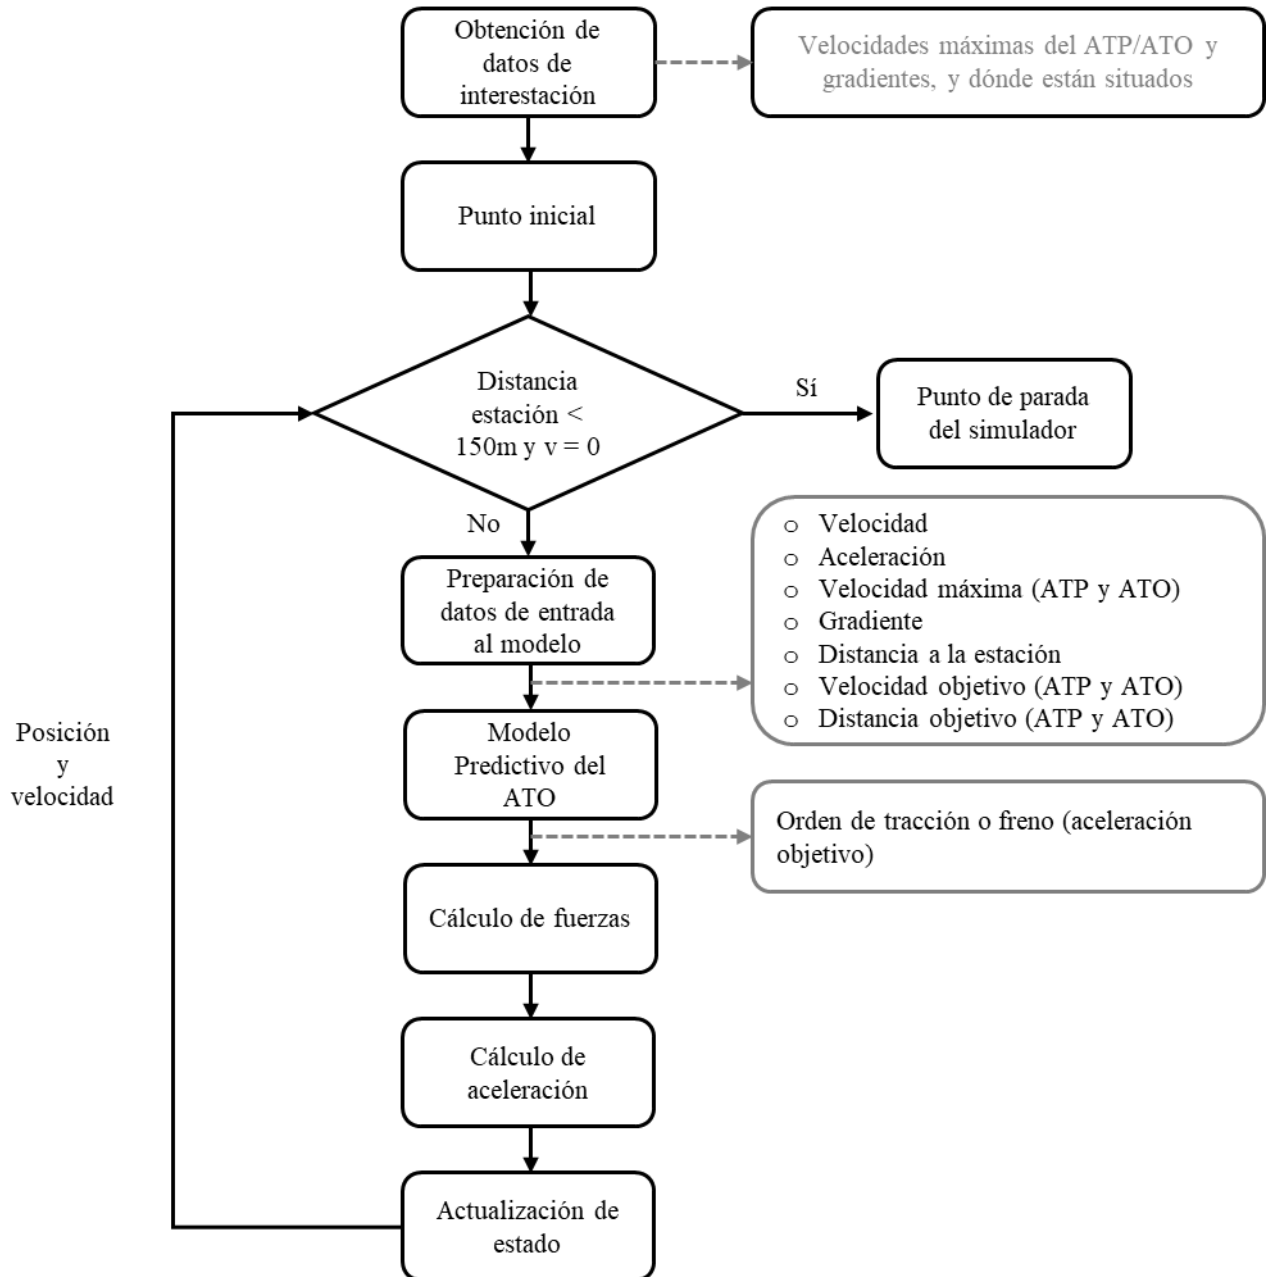 Obtención de
datos de
interestación
Velocidades máximas del ATP/ATO y
gradientes, y dónde están situados
Punto inicial
Distancia
estación <
150m y v = 0
Sí
Punto de parada
del simulador
No
Preparación de
datos de entrada
al modelo
o Velocidad
o Aceleración
o Velocidad máxima (ATP y ATO)
o Gradiente
o Distancia a la estación
o Velocidad objetivo (ATP y ATO)
o Distancia objetivo (ATP y ATO)
Modelo
Predictivo del
ATO
Orden de tracción o freno (aceleración
objetivo)
Cálculo de fuerzas
Cálculo de
aceleración
Actualización de
estado
Posición
y
velocidad